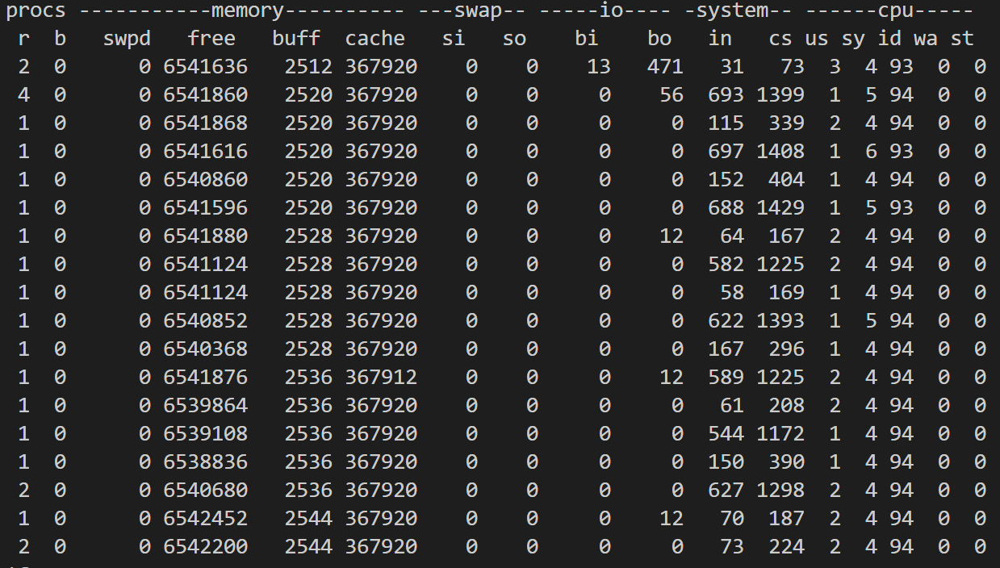 procs -----------memory---------- ---swap-- -----io---- -system-- ------cpu-----
 r  b   swpd   free   buff  cache   si   so    bi    bo   in   cs us sy id wa st
 2  0      0 6541636   2512 367920    0    0    13   471   31   73  3  4 93  0  0
 4  0      0 6541860   2520 367920    0    0     0    56  693 1399  1  5 94  0  0
 1  0      0 6541868   2520 367920    0    0     0     0  115  339  2  4 94  0  0
 1  0      0 6541616   2520 367920    0    0     0     0  697 1408  1  6 93  0  0
 1  0      0 6540860   2520 367920    0    0     0     0  152  404  1  4 94  0  0
 1  0      0 6541596   2520 367920    0    0     0     0  688 1429  1  5 93  0  0
 1  0      0 6541880   2528 367920    0    0     0    12   64  167  2  4 94  0  0
 1  0      0 6541124   2528 367920    0    0     0     0  582 1225  2  4 94  0  0
 1  0      0 6541124   2528 367920    0    0     0     0   58  169  1  4 94  0  0
 1  0      0 6540852   2528 367920    0    0     0     0  622 1393  1  5 94  0  0
 1  0      0 6540368   2528 367920    0    0     0     0  167  296  1  4 94  0  0
 1  0      0 6541876   2536 367912    0    0     0    12  589 1225  2  4 94  0  0
 1  0      0 6539864   2536 367920    0    0     0     0   61  208  2  4 94  0  0
 1  0      0 6539108   2536 367920    0    0     0     0  544 1172  1  4 94  0  0
 1  0      0 6538836   2536 367920    0    0     0     0  150  390  1  4 94  0  0
 2  0      0 6540680   2536 367920    0    0     0     0  627 1298  2  4 94  0  0
 1  0      0 6542452   2544 367920    0    0     0    12   70  187  2  4 94  0  0
 2  0      0 6542200   2544 367920    0    0     0     0   73  224  2  4 94  0  0